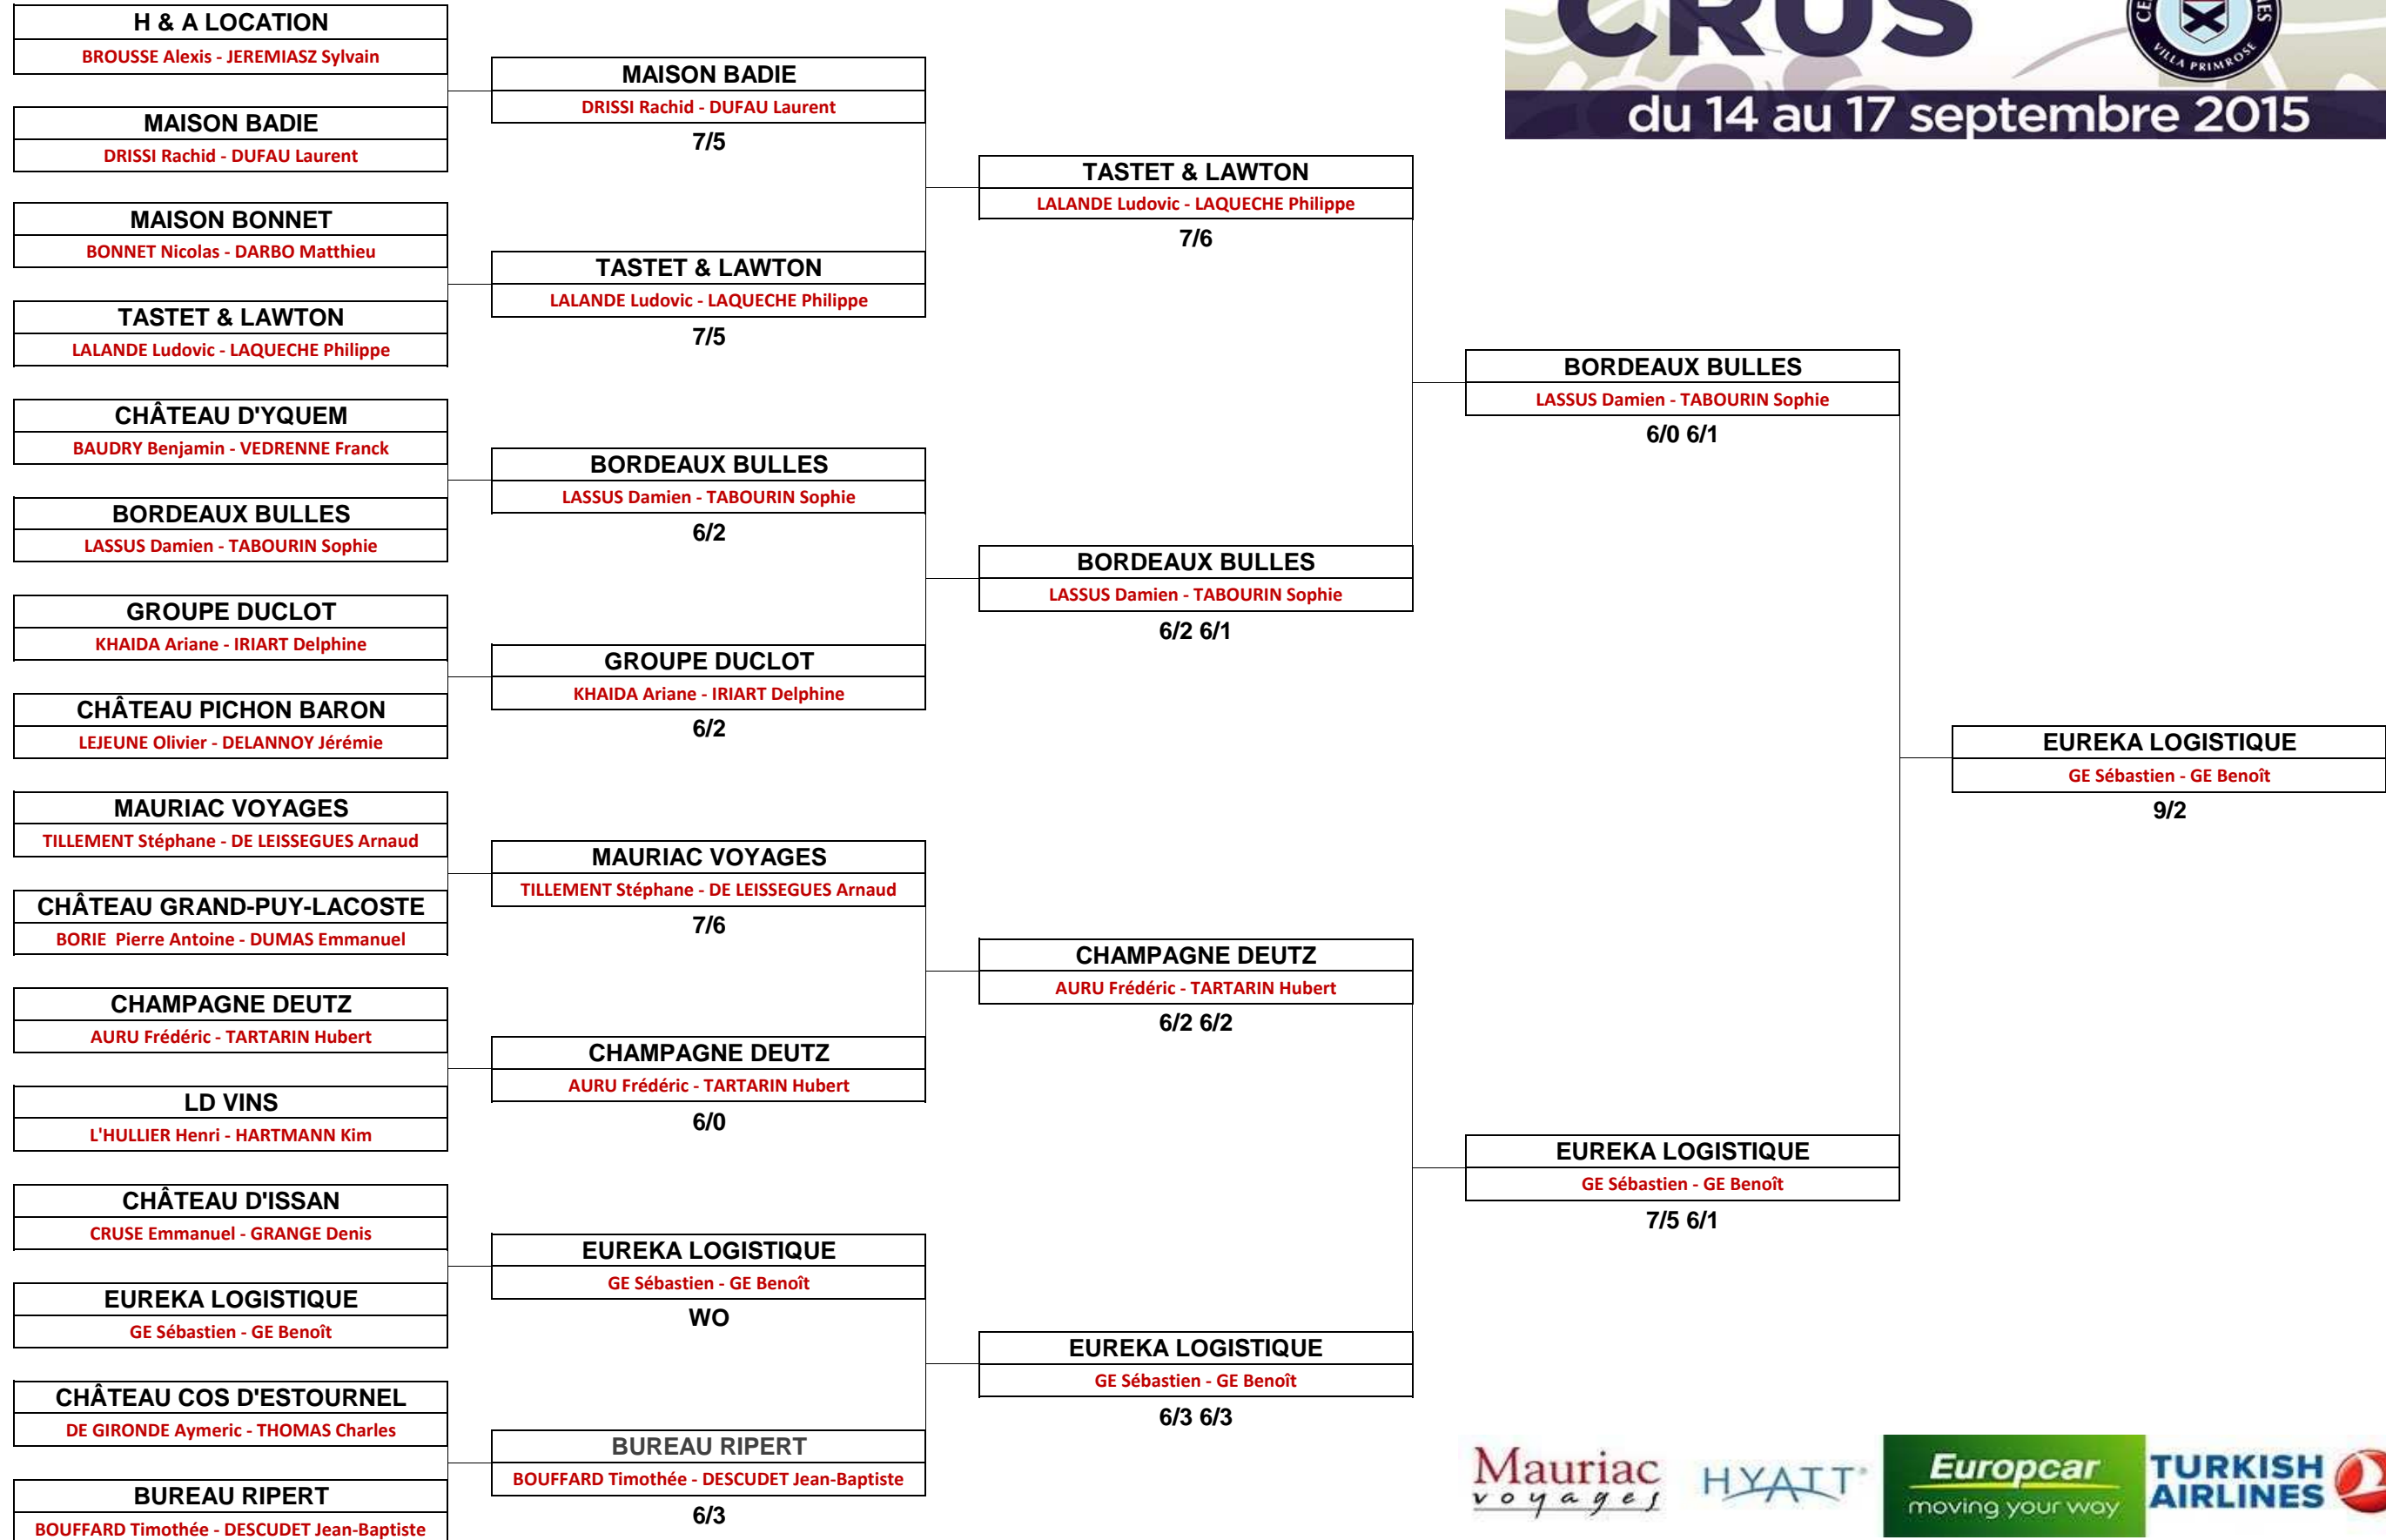 H & A LOCATION
BROUSSE Alexis - JEREMIASZ Sylvain
MAISON BADIE
DRISSI Rachid - DUFAU Laurent
MAISON BONNET
BONNET Nicolas - DARBO Matthieu
TASTET & LAWTON
LALANDE Ludovic - LAQUECHE Philippe
CHÂTEAU D'YQUEM
BAUDRY Benjamin - VEDRENNE Franck
BORDEAUX BULLES
LASSUS Damien - TABOURIN Sophie
GROUPE DUCLOT
KHAIDA Ariane - IRIART Delphine
CHÂTEAU PICHON BARON
LEJEUNE Olivier - DELANNOY Jérémie
MAURIAC VOYAGES
TILLEMENT Stéphane - DE LEISSEGUES Arnaud
CHÂTEAU GRAND-PUY-LACOSTE
BORIE  Pierre Antoine - DUMAS Emmanuel
CHAMPAGNE DEUTZ
AURU Frédéric - TARTARIN Hubert
LD VINS
L'HULLIER Henri - HARTMANN Kim
CHÂTEAU D'ISSAN
CRUSE Emmanuel - GRANGE Denis
EUREKA LOGISTIQUE
GE Sébastien - GE Benoît
CHÂTEAU COS D'ESTOURNEL
DE GIRONDE Aymeric - THOMAS Charles
BUREAU RIPERT
BOUFFARD Timothée - DESCUDET Jean-Baptiste
MAISON BADIE
DRISSI Rachid - DUFAU Laurent
7/5
TASTET & LAWTON
LALANDE Ludovic - LAQUECHE Philippe
7/5
BORDEAUX BULLES
LASSUS Damien - TABOURIN Sophie
6/2
GROUPE DUCLOT
KHAIDA Ariane - IRIART Delphine
6/2
MAURIAC VOYAGES
TILLEMENT Stéphane - DE LEISSEGUES Arnaud
7/6
CHAMPAGNE DEUTZ
AURU Frédéric - TARTARIN Hubert
6/0
EUREKA LOGISTIQUE
GE Sébastien - GE Benoît
WO
BUREAU RIPERT
BOUFFARD Timothée - DESCUDET Jean-Baptiste
6/3
TASTET & LAWTON
LALANDE Ludovic - LAQUECHE Philippe
7/6
BORDEAUX BULLES
LASSUS Damien - TABOURIN Sophie
6/2 6/1
CHAMPAGNE DEUTZ
AURU Frédéric - TARTARIN Hubert
6/2 6/2
EUREKA LOGISTIQUE
GE Sébastien - GE Benoît
6/3 6/3
BORDEAUX BULLES
LASSUS Damien - TABOURIN Sophie
6/0 6/1
EUREKA LOGISTIQUE
GE Sébastien - GE Benoît
7/5 6/1
EUREKA LOGISTIQUE
GE Sébastien - GE Benoît
9/2
CRUS
VILLA PRIMROSE
du 14 au 17 septembre 2015
Mauriac
voyages
HYATT
Europcar
moving your way
TURKISH
AIRLINES